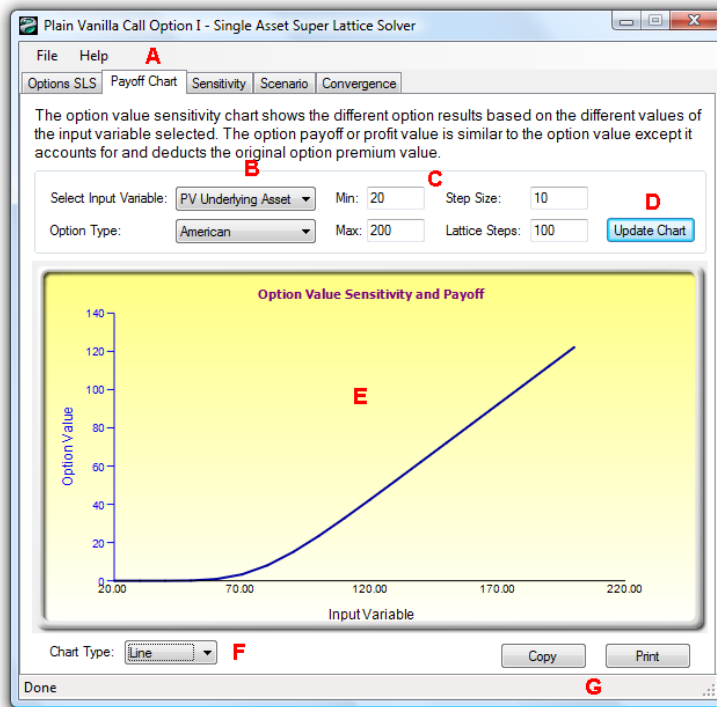 Plain Vanilla Call Option I - Single Asset Super Lattice Solver
File Help A
Options SLS Payoff Chart Sensitivity Scenario Convergence
The option value sensitivity chart shows the different option results based on the different values of
the input variable selected. The option payoff or profit value is similar to the option value except it
accounts for and deducts the original option premium value.
B C
Select Input Variable: PV Underlying Asset Min: 20 Step Size: 10 D
Option Type: American Max: 200 Lattice Steps: 100 Update Chart
Option Value Sensitivity and Payoff
140
120
100
E
80
Option Value
60
40
20
0
20.00 70.00 120.00 170.00 220.00
Input Variable
Chart Type: Line F Copy Print
Done G